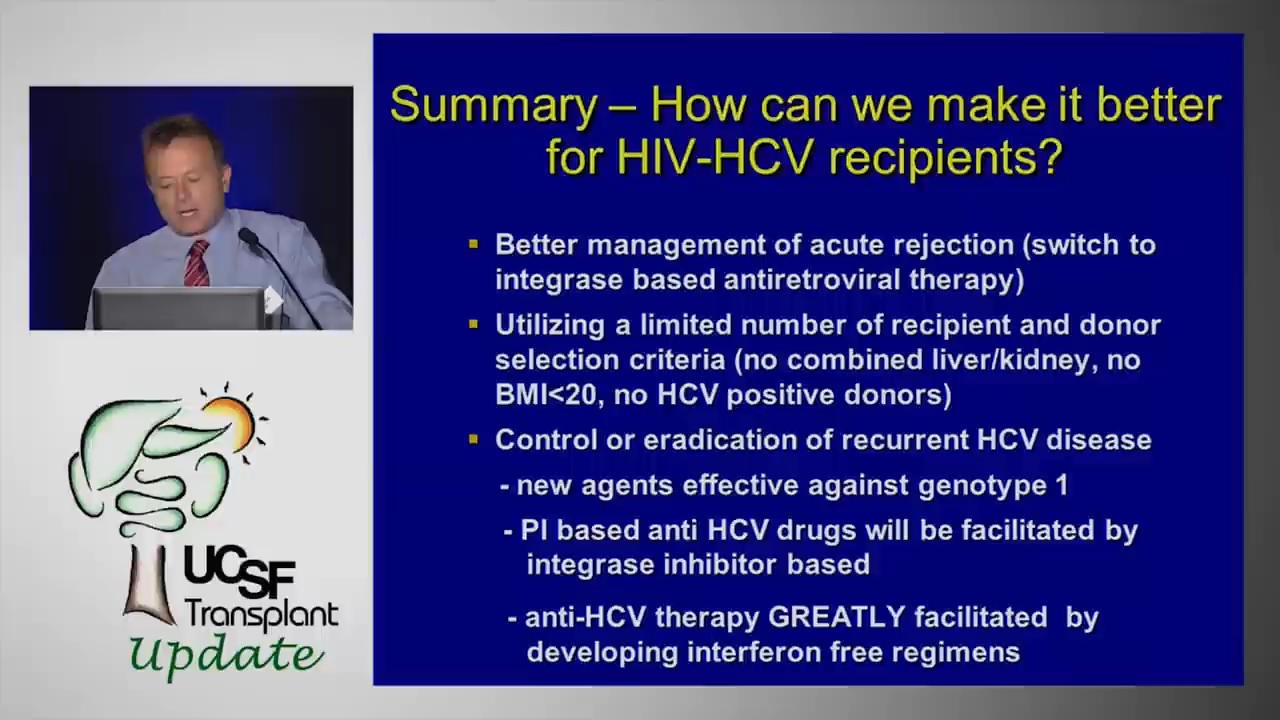 Summary – How can we make it better
for HIV-HCV recipients?
▪ Better management of acute rejection (switch to
integrase based antiretroviral therapy)
▪ Utilizing a limited number of recipient and donor
selection criteria (no combined liver/kidney, no
BMI<20, no HCV positive donors)
▪ Control or eradication of recurrent HCV disease
- new agents effective against genotype 1
- PI based anti HCV drugs will be facilitated by
integrase inhibitor based
- anti-HCV therapy GREATLY facilitated by
developing interferon free regimens
UCSF
Transplant
Update